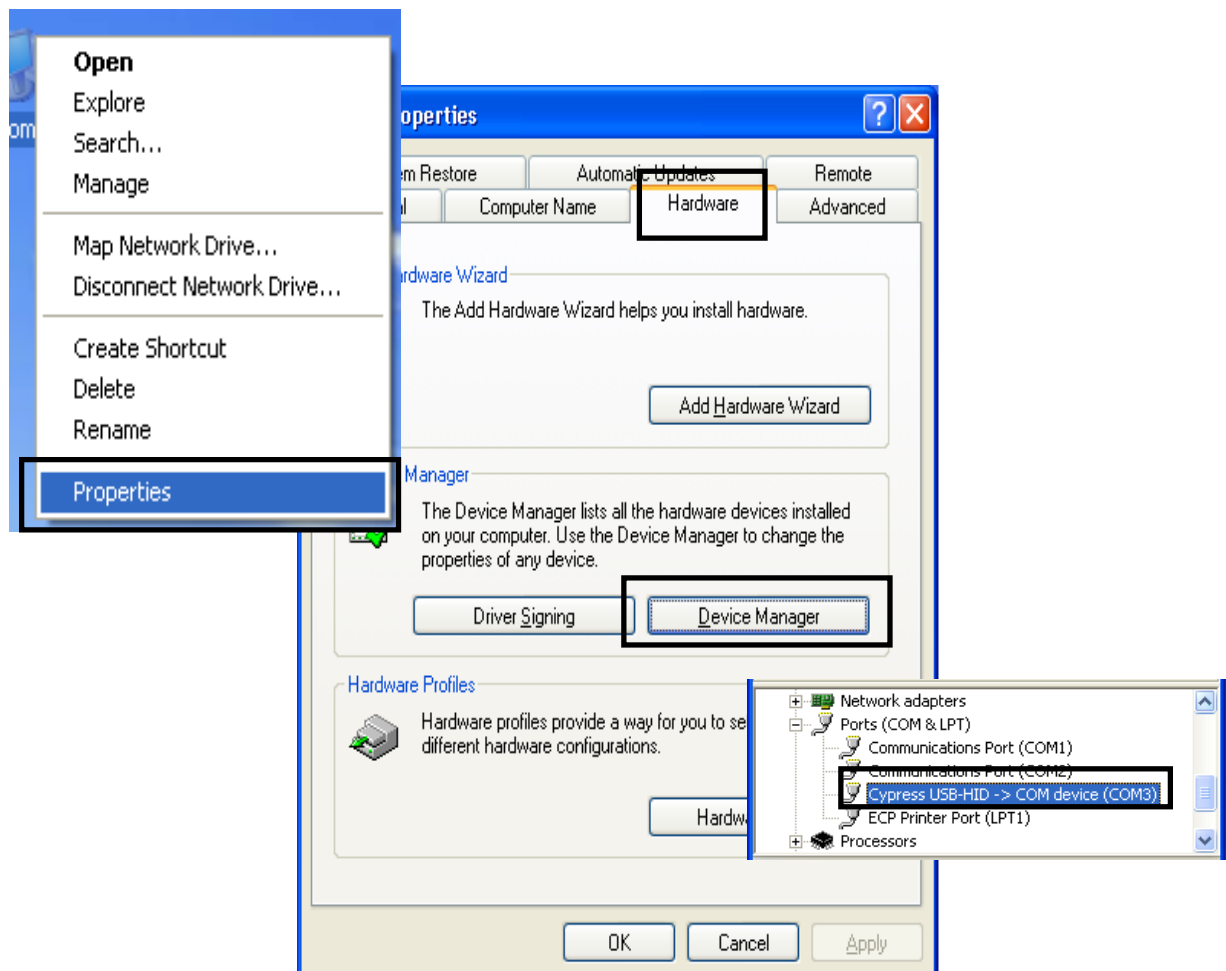 Open
Explore
Search...
Manage
Map Network Drive...
Disconnect Network Drive...
Create Shortcut
Delete
Rename
Properties
om
operties
em Restore
Automatic Updates
Remote
l
Computer Name
Hardware
Advanced
rdware Wizard
The Add Hardware Wizard helps you install hardware.
Add Hardware Wizard
Manager
The Device Manager lists all the hardware devices installed
on your computer. Use the Device Manager to change the
properties of any device.
Driver Signing
Device Manager
Hardware Profiles
Hardware profiles provide a way for you to se
different hardware configurations.
Hardw
Network adapters
Ports (COM & LPT)
Communications Port (COM1)
Communications Port (COM2)
Cypress USB-HID -> COM device (COM3)
ECP Printer Port (LPT1)
Processors
OK
Cancel
Apply